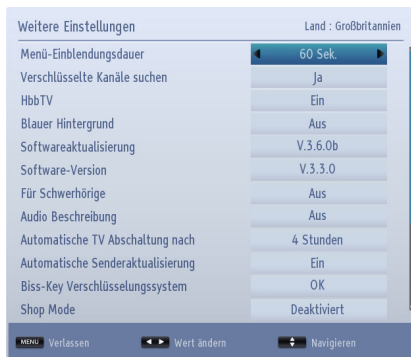 Weitere Einstellungen Land : Großbritannien
Menü-Einblendungsdauer 60 Sek.
Verschlüsselte Kanäle suchen Ja
HbbTV Ein
Blauer Hintergrund Aus
Softwareaktualisierung V.3.6.0b
Software-Version V.3.3.0
Für Schwerhörige Aus
Audio Beschreibung Aus
Automatische TV Abschaltung nach 4 Stunden
Automatische Senderaktualisierung Ein
Biss-Key Verschlüsselungssystem OK
Shop Mode Deaktiviert
MENU Verlassen Wert ändern Navigieren